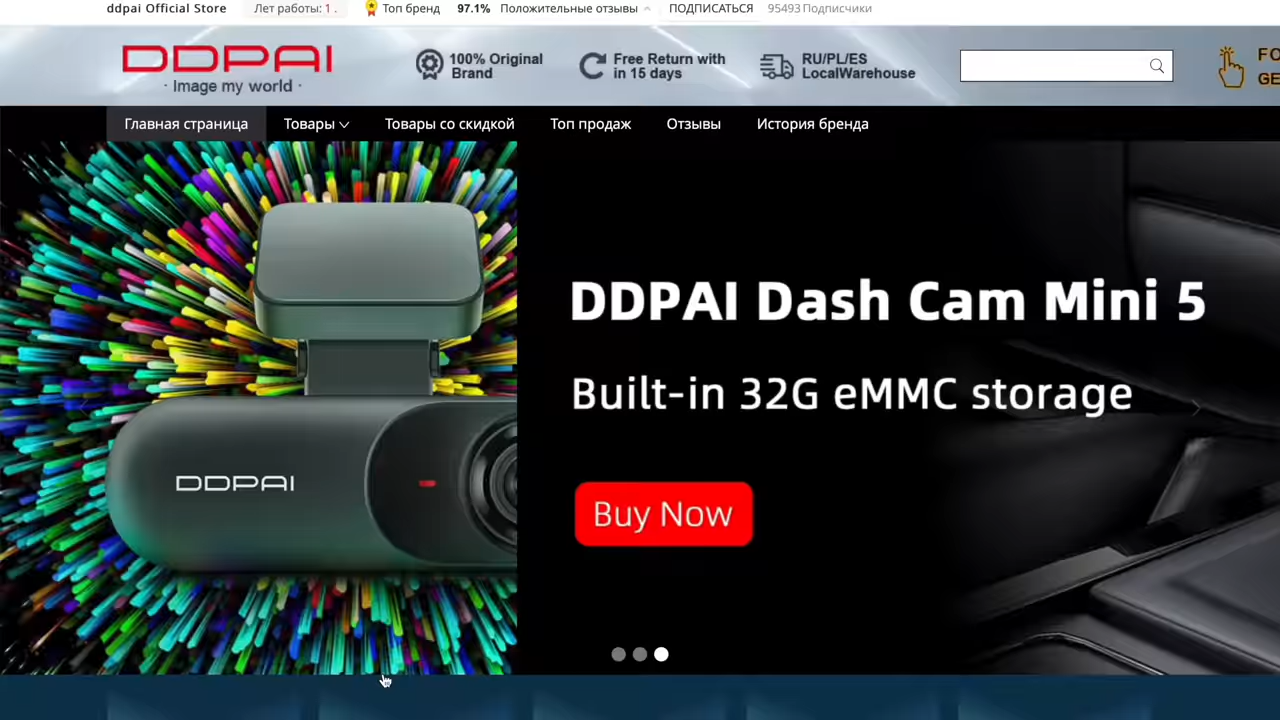 ddpai Official Store Лет работы: 1 . Топ бренд 97.1% Положительные отзывы ПОДПИСАТЬСЯ 95493 Подписчики
DDPAI
· Image my world ·
100% Original
Brand
Free Return with
in 15 days
RU/PL/ES
LocalWarehouse
FO
GE
Главная страница Товары Товары со скидкой Топ продаж Отзывы История бренда
DDPAI
DDPAI Dash Cam Mini 5
Built-in 32G eMMC storage
Buy Now